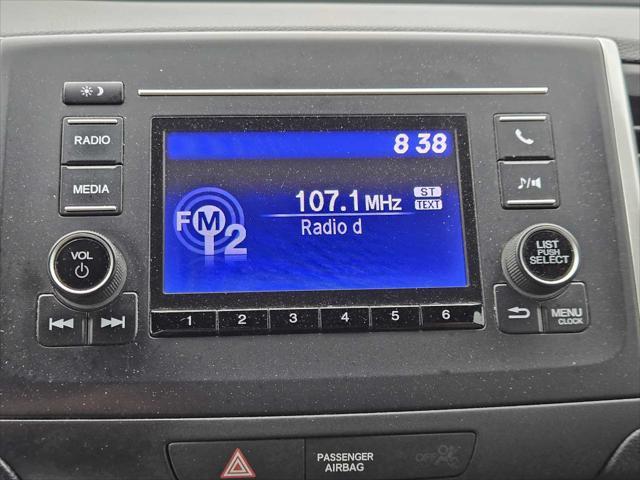 8 38
RADIO
MEDIA
107.1 MHz ST
TEXT
FM 2
Radio d
VOL
LIST
PUSH
SELECT
1 2 3 4 5 6
MENU
CLOCK
PASSENGER
AIRBAG
OFF